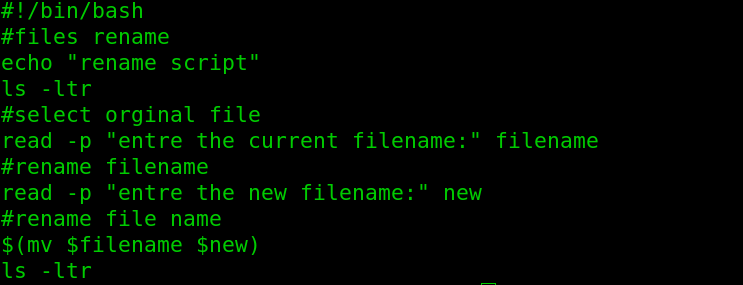 #!/bin/bash
#files rename
echo "rename script"
ls -ltr
#select orginal file
read -p "entre the current filename:" filename
#rename filename
read -p "entre the new filename:" new
#rename file name
$(mv $filename $new)
ls -ltr